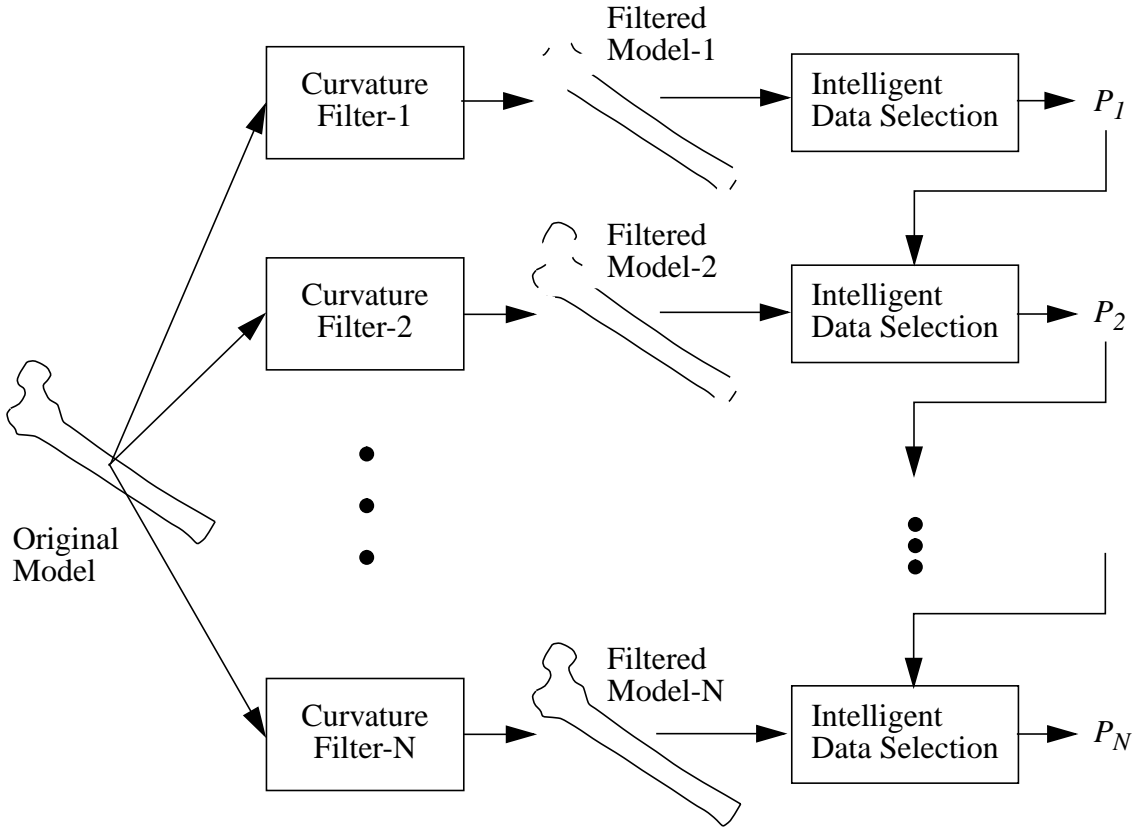 Curvature
Filter-1
Filtered
Model-1
Intelligent
Data Selection
P1
Curvature
Filter-2
Filtered
Model-2
Intelligent
Data Selection
P2
Original
Model
Curvature
Filter-N
Filtered
Model-N
Intelligent
Data Selection
PN